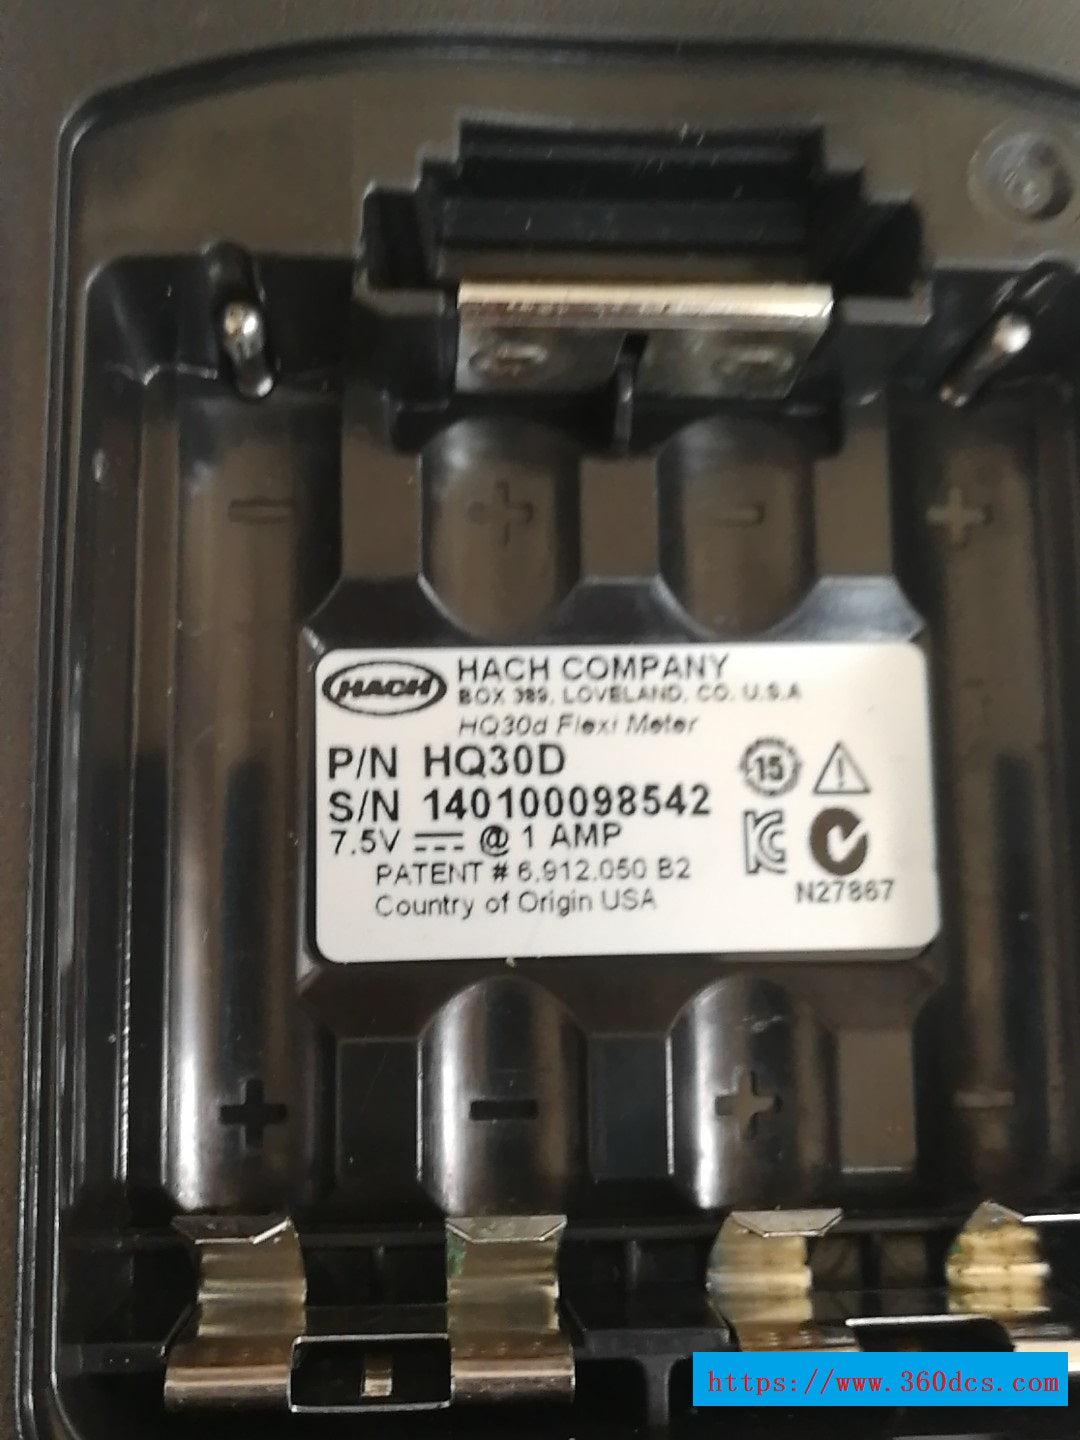 HACH
HACH COMPANY
BOX 389, LOVELAND, CO. U.S.A
HQ30d Flexi Meter
P/N HQ30D
S/N 140100098542
7.5V ⎓ @ 1 AMP
PATENT # 6,912,050 B2
Country of Origin USA
15
N27867
https://www.360dcs.com